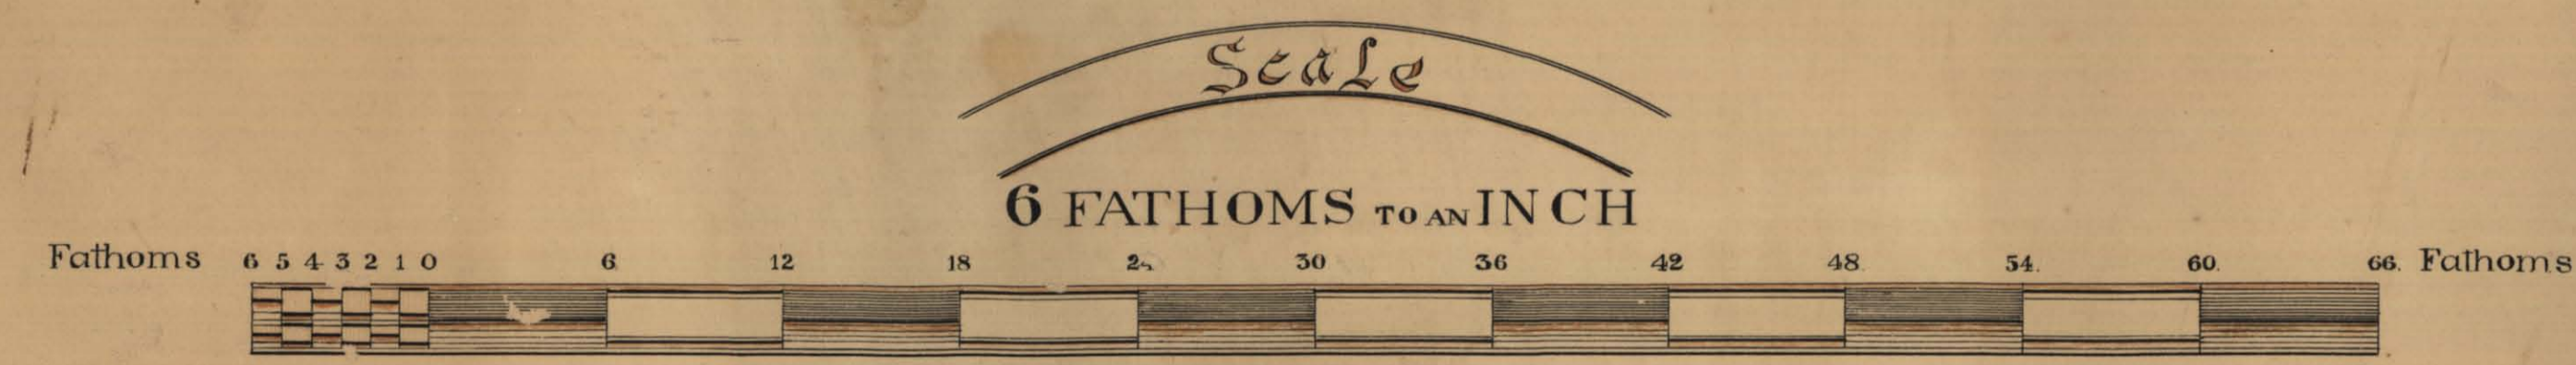 Scale
6 FATHOMS TO AN INCH
Fathoms 6 5 4 3 2 1 0 6 12 18 24 30 36 42 48. 54. 60. 66. Fathoms